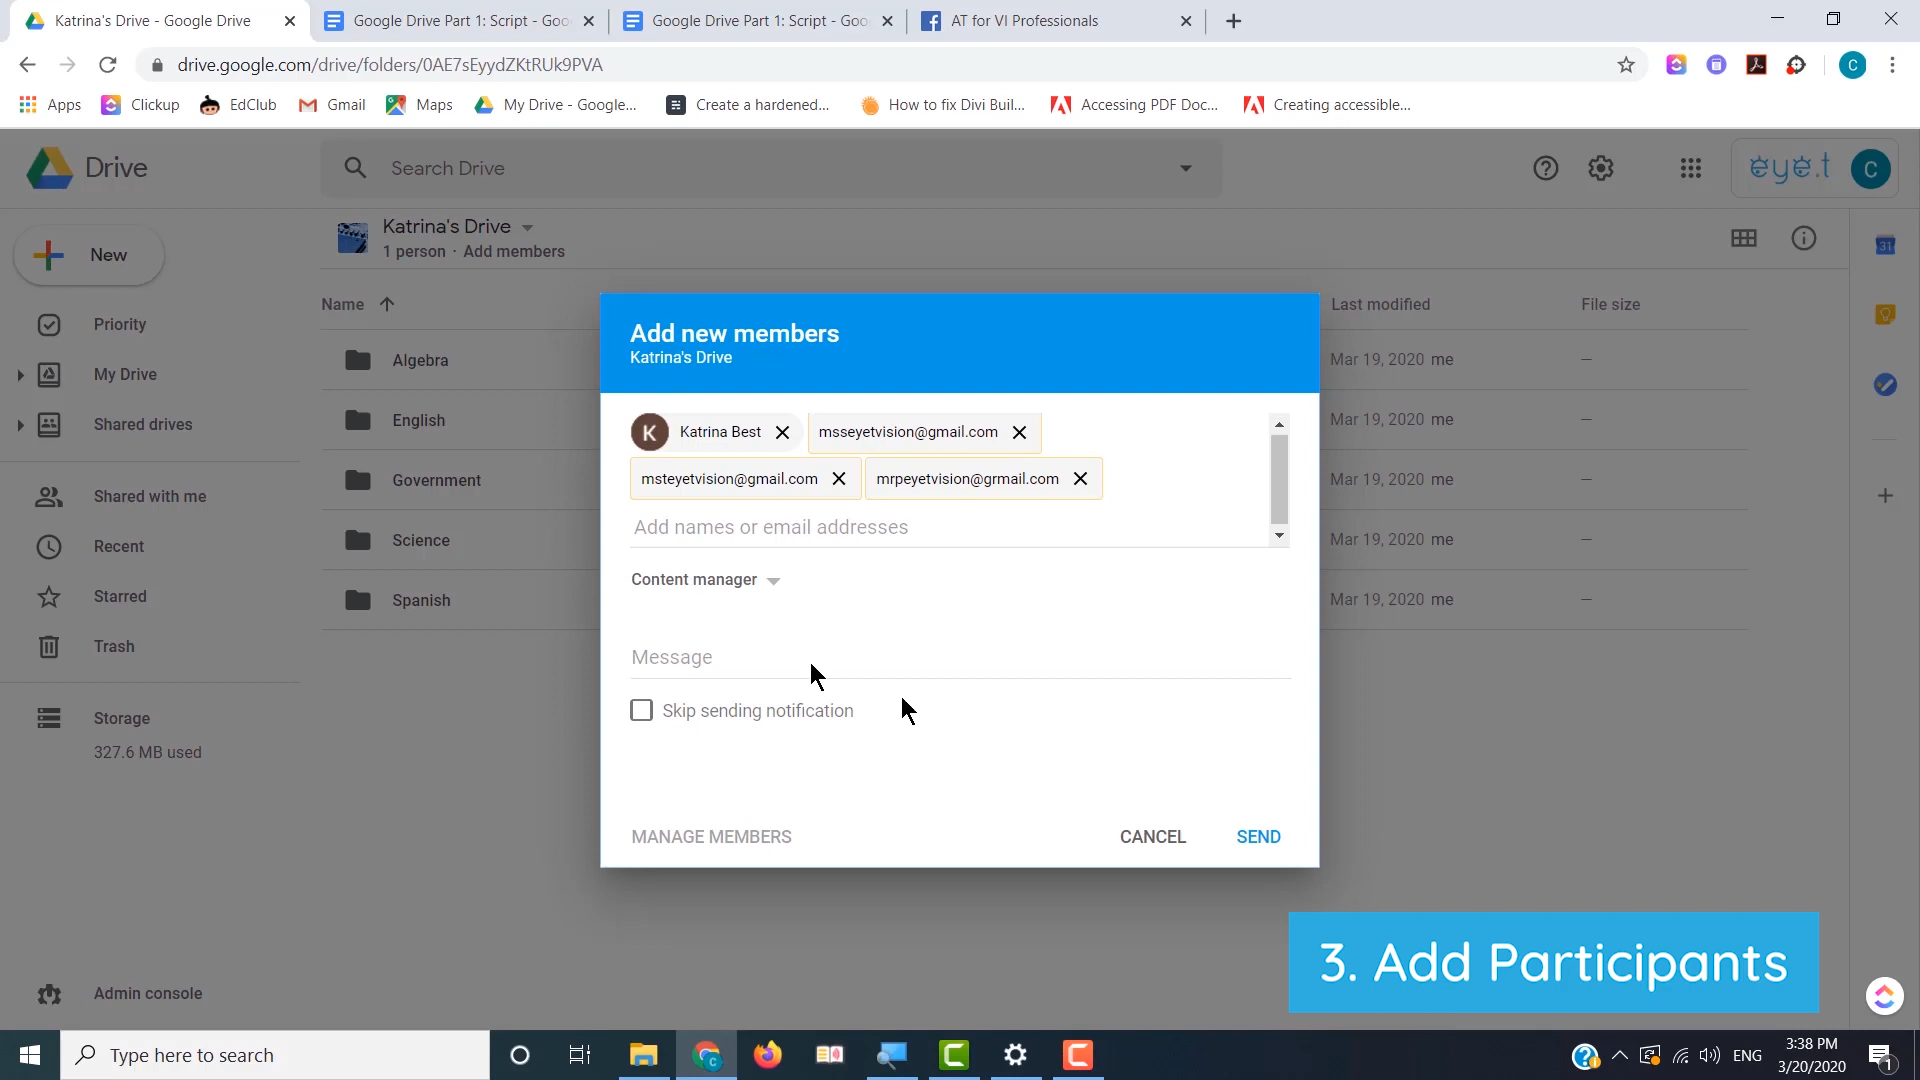 Katrina's Drive - Google Drive
Google Drive Part 1: Script - Goo
Google Drive Part 1: Script - Goo
AT for VI Professionals
drive.google.com/drive/folders/0AE7sEyydZKtRUk9PVA
C
Apps
Clickup
EdClub
Gmail
Maps
My Drive - Google...
Create a hardened...
How to fix Divi Buil...
Accessing PDF Doc...
Creating accessible...
Drive
Search Drive
eye.t
C
New
Katrina's Drive
1 person · Add members
31
Name
Last modified
File size
Priority
My Drive
Shared drives
Shared with me
Recent
Starred
Trash
Storage
327.6 MB used
Admin console
Algebra
Mar 19, 2020 me
–
English
Mar 19, 2020 me
–
Government
Mar 19, 2020 me
–
Science
Mar 19, 2020 me
–
Spanish
Mar 19, 2020 me
–
Add new members
Katrina's Drive
K
Katrina Best
msseyetvision@gmail.com
msteyetvision@gmail.com
mrpeyetvision@grmail.com
Add names or email addresses
Content manager
Message
Skip sending notification
MANAGE MEMBERS
CANCEL
SEND
3. Add Participants
Type here to search
ENG
3:38 PM
3/20/2020
1